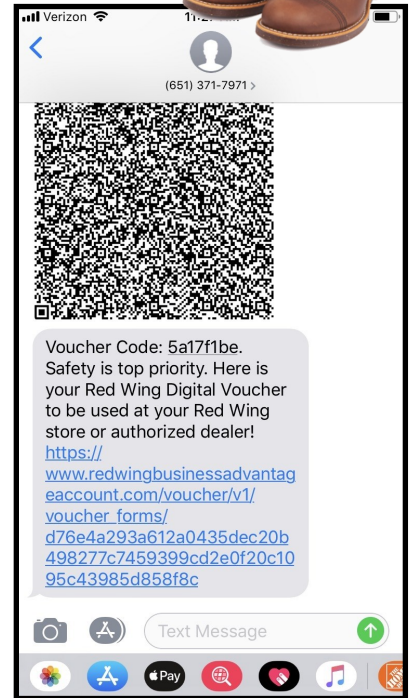 Verizon
(651) 371-7971 >
Voucher Code: 5a17f1be.
Safety is top priority. Here is
your Red Wing Digital Voucher
to be used at your Red Wing
store or authorized dealer!
https://
www.redwingbusinessadvantag
eaccount.com/voucher/v1/
voucher_forms/
d76e4a293a612a0435dec20b
498277c7459399cd2e0f20c10
95c43985d858f8c
Text Message
Pay